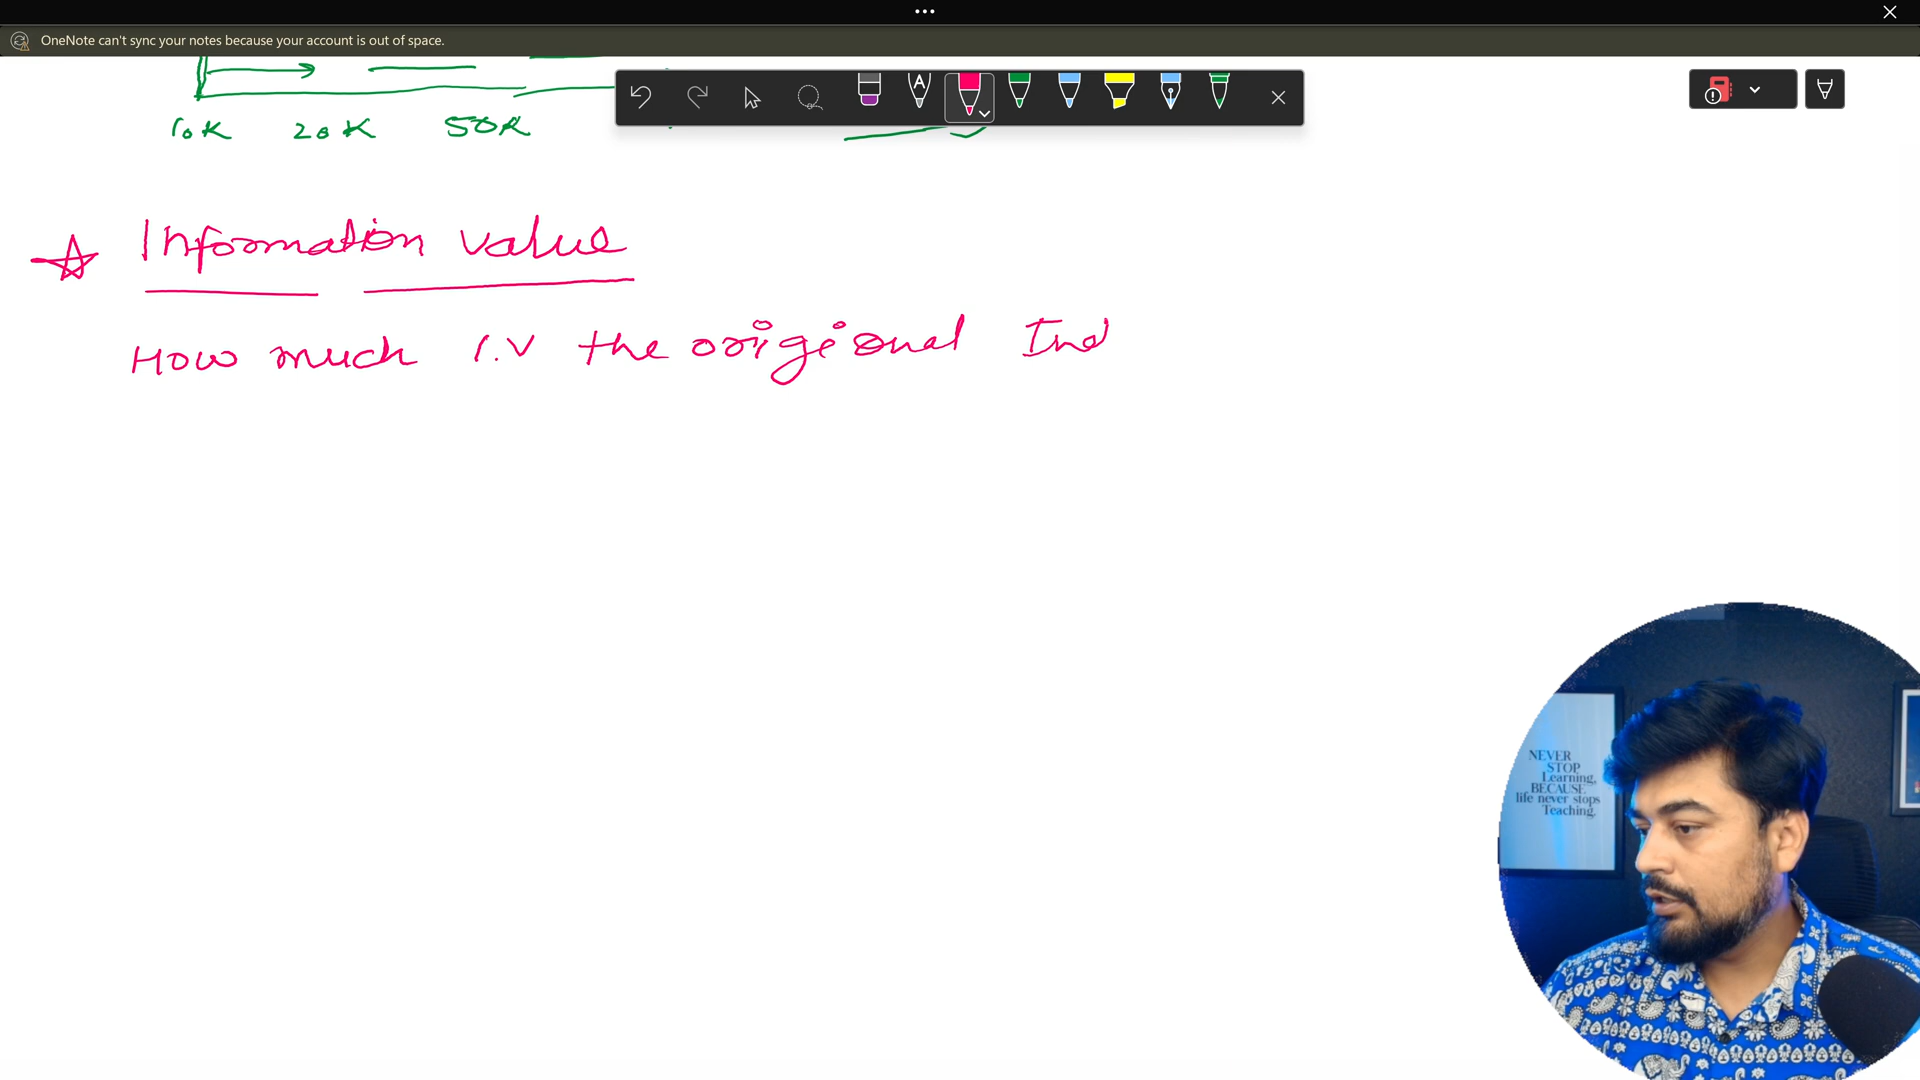 OneNote can't sync your notes because your account is out of space.
10K 20K 50K
Information value
How much I.V the origional Ind
NEVER
STOP
Learning,
BECAUSE
life never stops
Teaching.